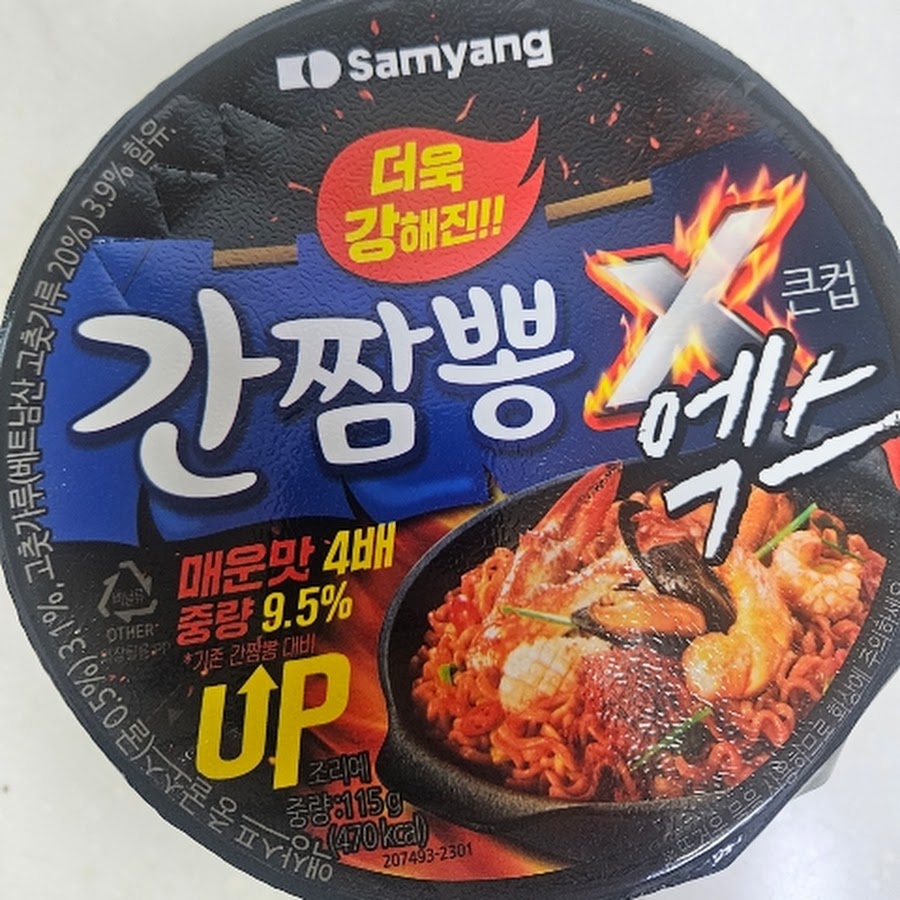 Samyang
더욱
강해진!!
간짬뽕 X
큰컵
엑스
매운맛 4배
중량 9.5%
*기존 간짬뽕 대비
UP
조리예
중량:115g
(470 kcal)
207493-2301
비닐류
OTHER
고춧가루(베트남산 고춧가루 20%) 3.9% 함유.